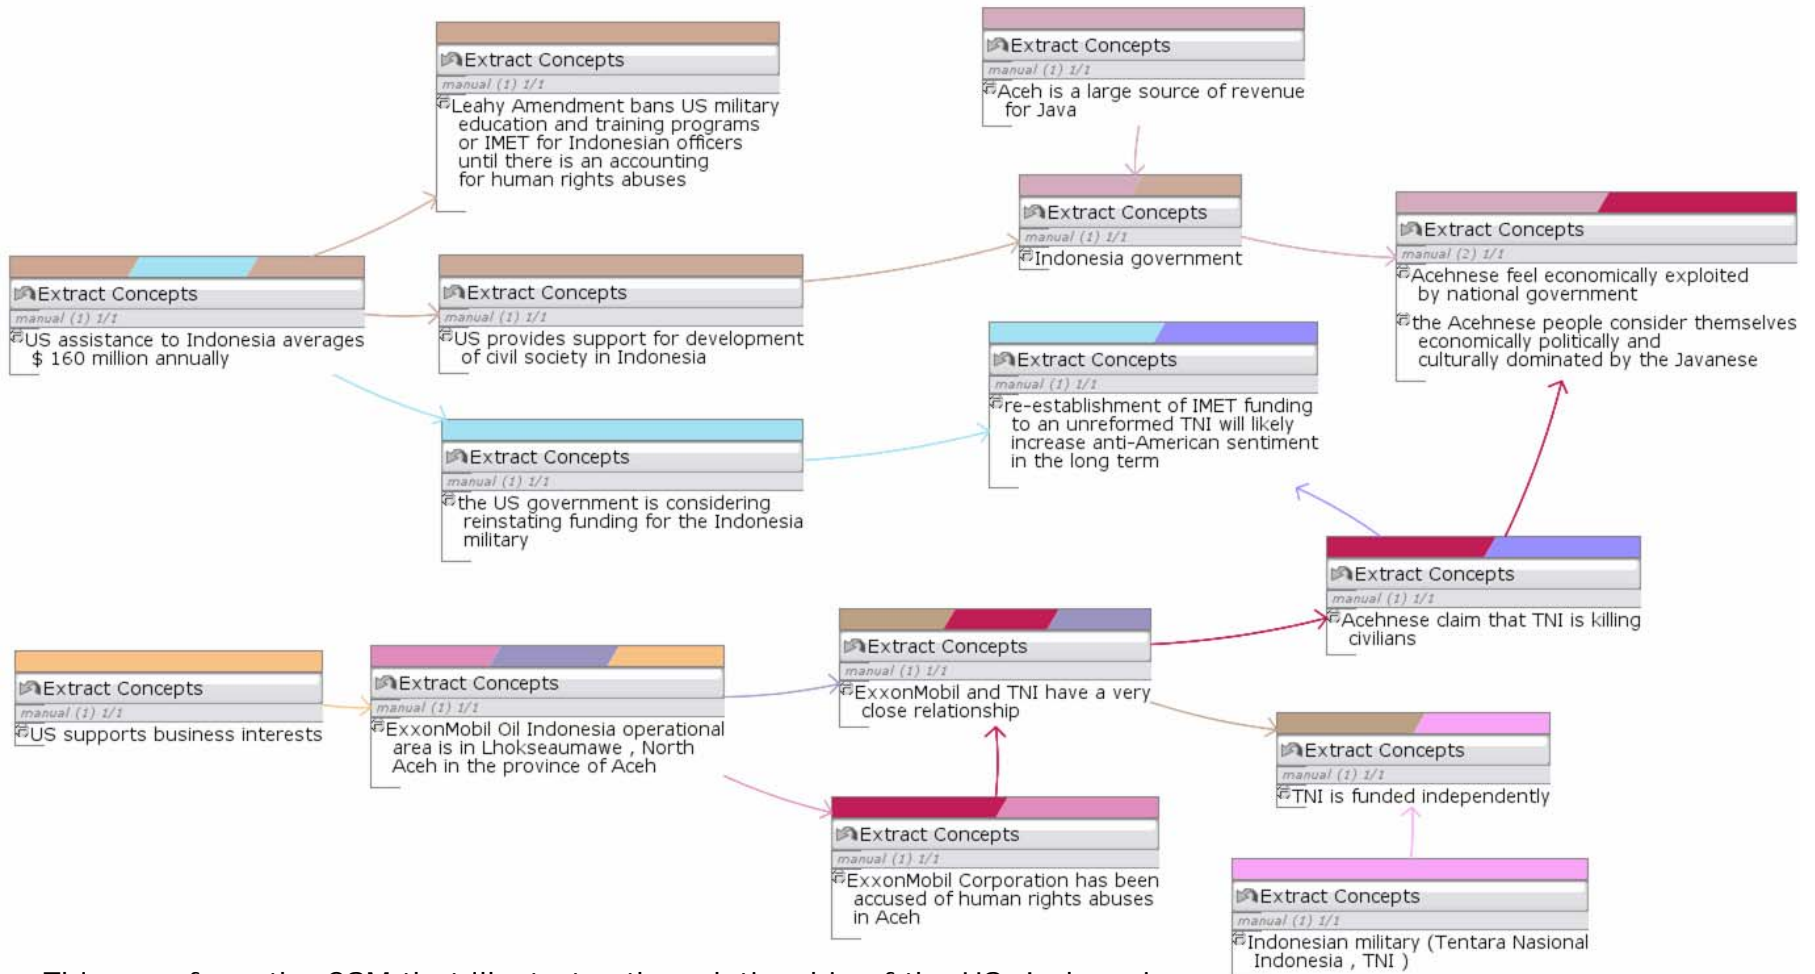 Extract Concepts
manual (1) 1/1
Leahy Amendment bans US military
education and training programs
or IMET for Indonesian officers
until there is an accounting
for human rights abuses
Extract Concepts
manual (1) 1/1
Aceh is a large source of revenue
for Java
Extract Concepts
manual (1) 1/1
Indonesia government
Extract Concepts
manual (2) 1/1
Acehnese feel economically exploited
by national government
the Acehnese people consider themselves
economically politically and
culturally dominated by the Javanese
Extract Concepts
manual (1) 1/1
US assistance to Indonesia averages
$ 160 million annually
Extract Concepts
manual (1) 1/1
US provides support for development
of civil society in Indonesia
Extract Concepts
manual (1) 1/1
re-establishment of IMET funding
to an unreformed TNI will likely
increase anti-American sentiment
in the long term
Extract Concepts
manual (1) 1/1
the US government is considering
reinstating funding for the Indonesia
military
Extract Concepts
manual (1) 1/1
Acehnese claim that TNI is killing
civilians
Extract Concepts
manual (1) 1/1
US supports business interests
Extract Concepts
manual (1) 1/1
ExxonMobil Oil Indonesia operational
area is in Lhokseaumawe , North
Aceh in the province of Aceh
Extract Concepts
manual (1) 1/1
ExxonMobil and TNI have a very
close relationship
Extract Concepts
manual (1) 1/1
TNI is funded independently
Extract Concepts
manual (1) 1/1
ExxonMobil Corporation has been
accused of human rights abuses
in Aceh
Extract Concepts
manual (1) 1/1
Indonesian military (Tentara Nasional
Indonesia , TNI )